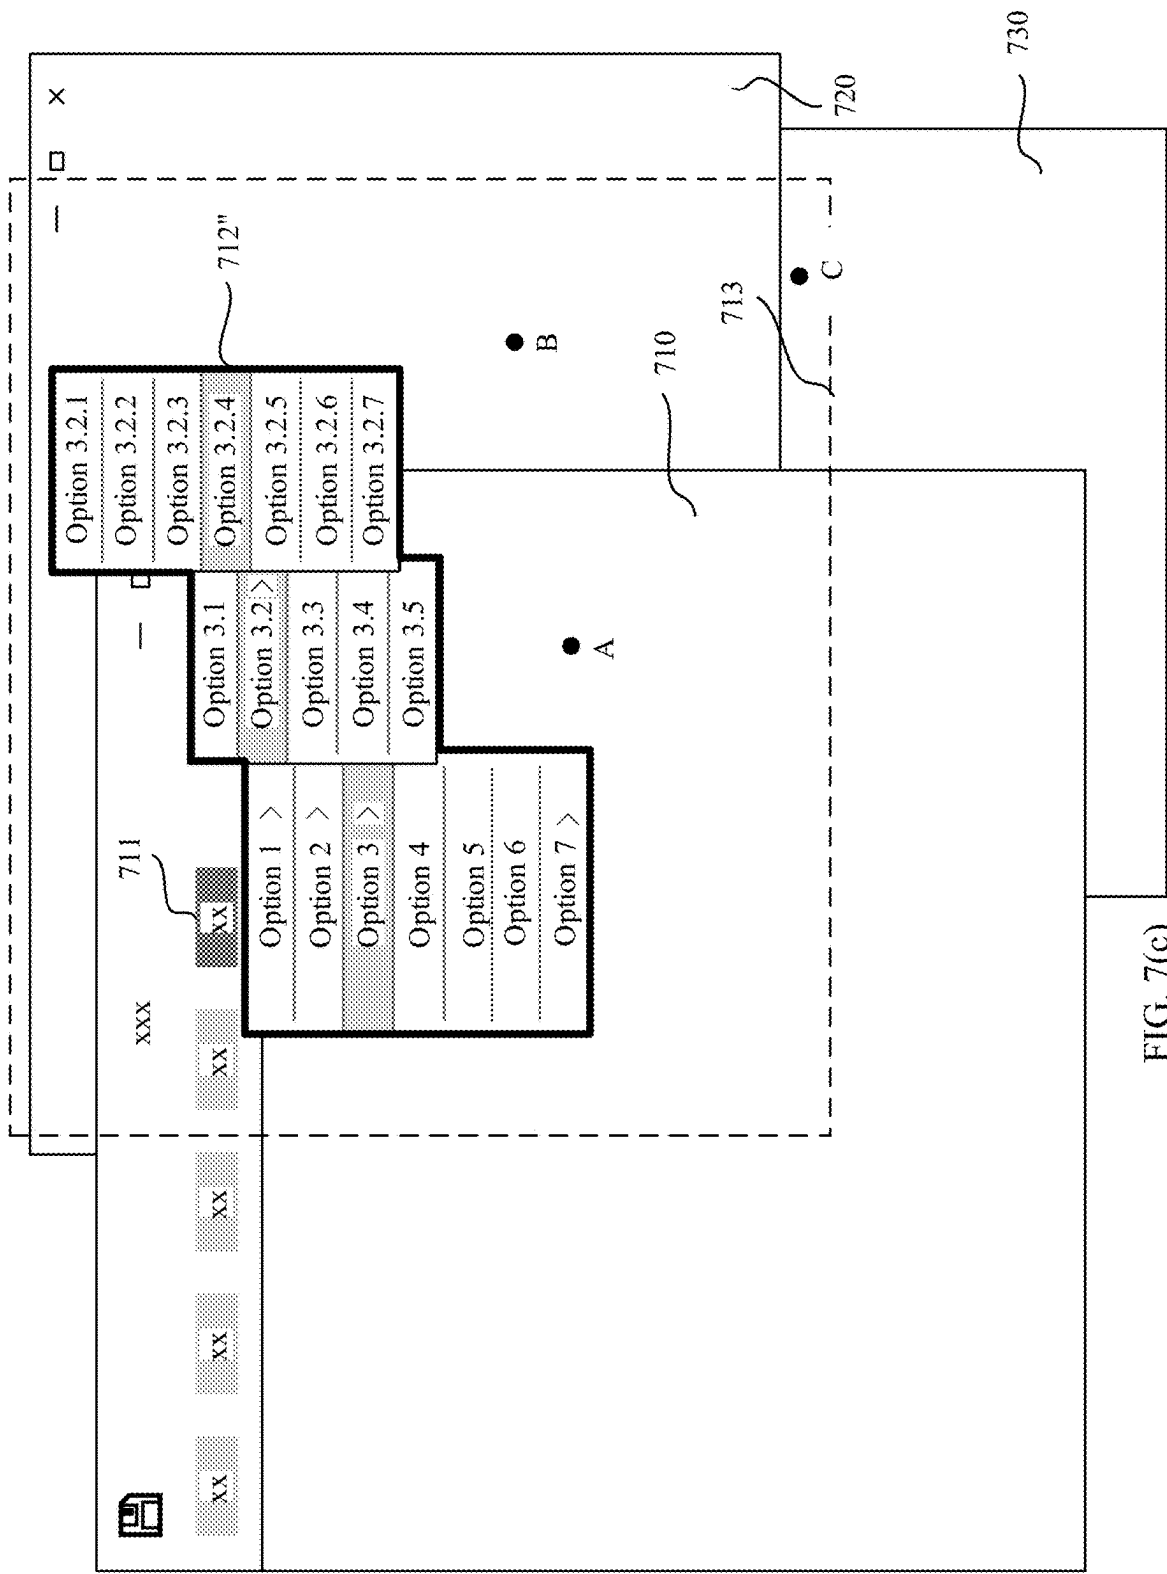 ×
730
720
712"
C
713
B
710
Option 3.2.1
Option 3.2.2
Option 3.2.3
Option 3.2.4
Option 3.2.5
Option 3.2.6
Option 3.2.7
Option 3.1
Option 3.2 >
Option 3.3
Option 3.4
Option 3.5
A
711
Option 1 >
Option 2 >
Option 3 >
Option 4
Option 5
Option 6
Option 7 >
xxx
xx
xx
xx
xx
xx
FIG. 7(c)